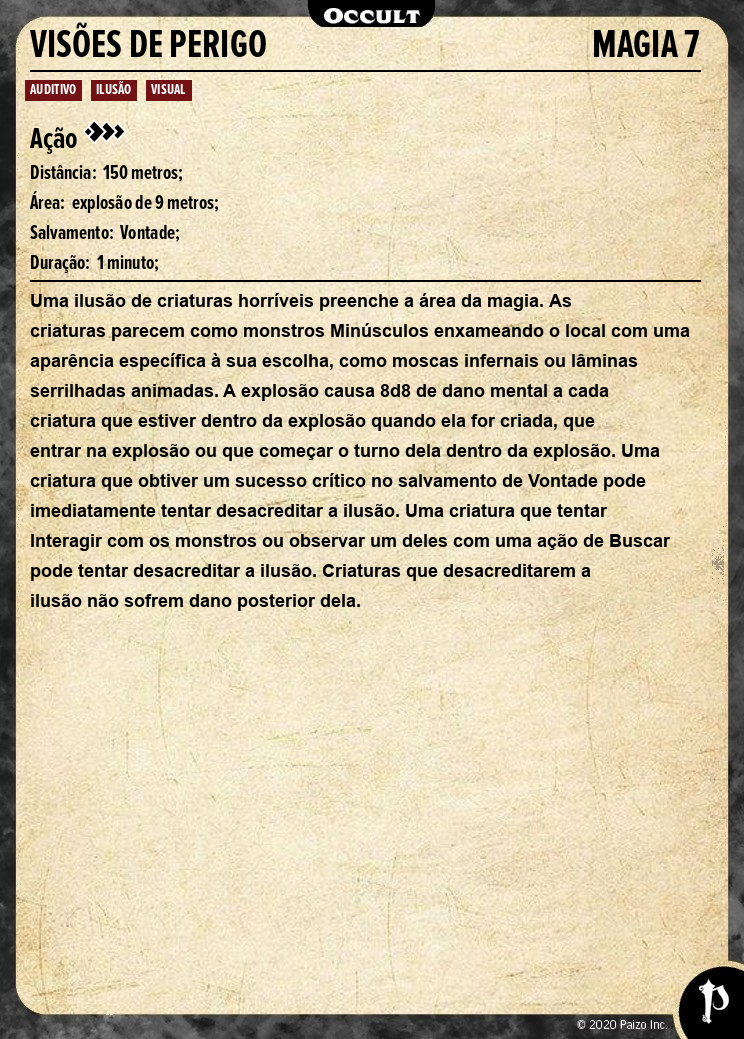 OCCULT
VISÕES DE PERIGO MAGIA 7
AUDITIVO ILUSÃO VISUAL
Ação
Distância: 150 metros;
Área: explosão de 9 metros;
Salvamento: Vontade;
Duração: 1 minuto;
Uma ilusão de criaturas horríveis preenche a área da magia. As
criaturas parecem como monstros Minúsculos enxameando o local com uma
aparência específica à sua escolha, como moscas infernais ou lâminas
serrilhadas animadas. A explosão causa 8d8 de dano mental a cada
criatura que estiver dentro da explosão quando ela for criada, que
entrar na explosão ou que começar o turno dela dentro da explosão. Uma
criatura que obtiver um sucesso crítico no salvamento de Vontade pode
imediatamente tentar desacreditar a ilusão. Uma criatura que tentar
Interagir com os monstros ou observar um deles com uma ação de Buscar
pode tentar desacreditar a ilusão. Criaturas que desacreditarem a
ilusão não sofrem dano posterior dela.
© 2020 Paizo Inc.
P